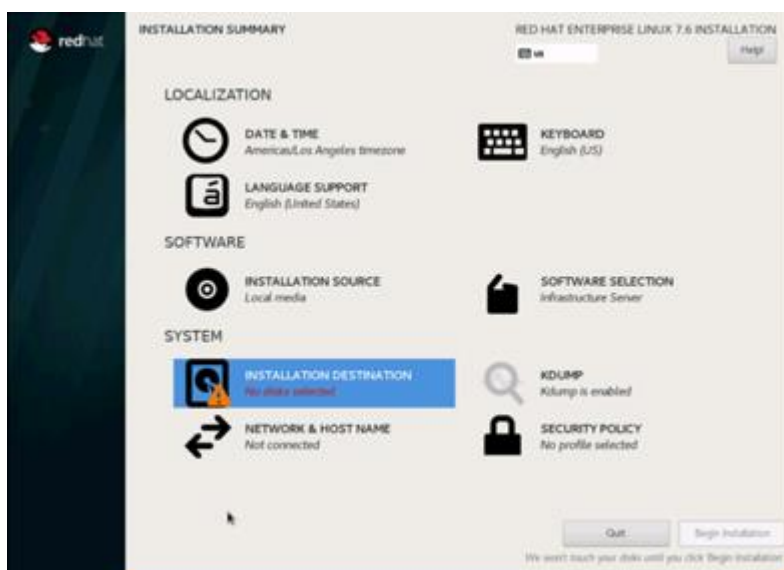 redhat
INSTALLATION SUMMARY
RED HAT ENTERPRISE LINUX 7.6 INSTALLATION
us
Help!
LOCALIZATION
DATE & TIME
Americas/Los Angeles timezone
KEYBOARD
English (US)
LANGUAGE SUPPORT
English (United States)
SOFTWARE
INSTALLATION SOURCE
Local media
SOFTWARE SELECTION
Infrastructure Server
SYSTEM
INSTALLATION DESTINATION
No disks selected
KDUMP
Kdump is enabled
NETWORK & HOST NAME
Not connected
SECURITY POLICY
No profile selected
Quit
Begin Installation
We won't touch your disks until you click 'Begin Installation'